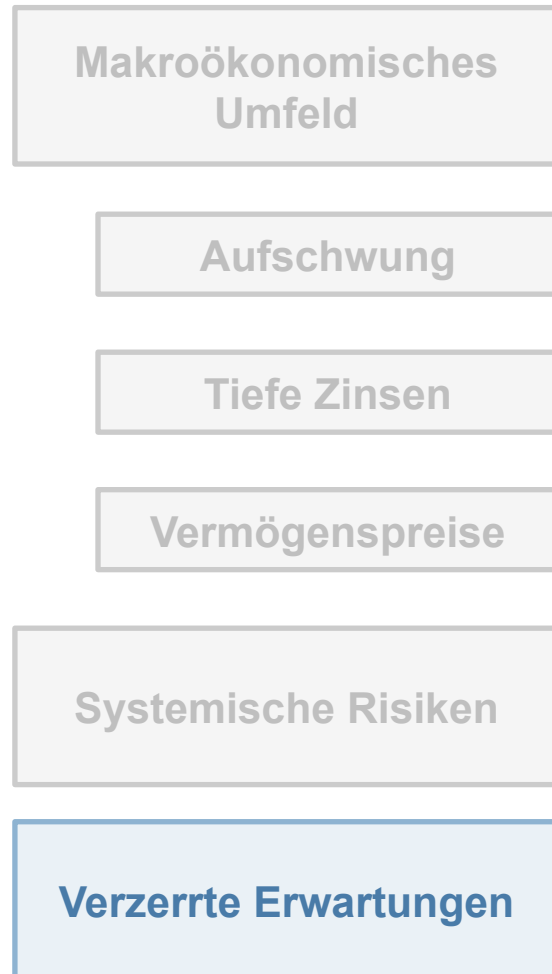 Makroökonomisches
Umfeld
Aufschwung
Tiefe Zinsen
Vermögenspreise
Systemische Risiken
Verzerrte Erwartungen